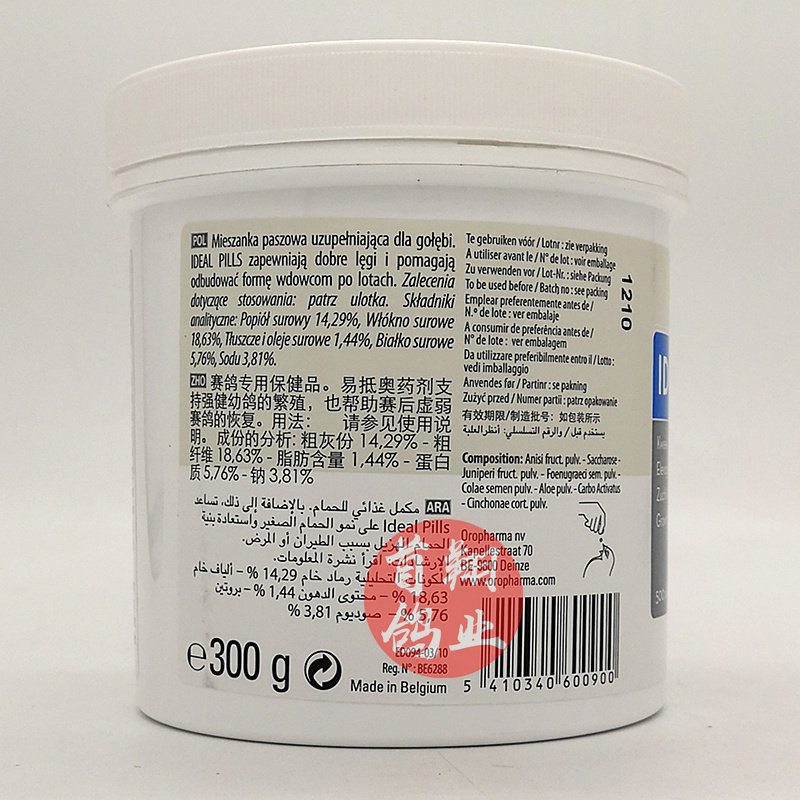 POL Mieszanka paszowa uzupełniająca dla gołębi.
IDEAL PILLS zapewniają dobre lęgi i pomagają
odbudować formę wdowcom po lotach. Zalecenia
dotyczące stosowania: patrz ulotka. Składniki
analityczne: Popiół surowy 14,29%, Włókno surowe
18,63%, Tłuszcze i oleje surowe 1,44%, Białko surowe
5,76%, Sodu 3,81%.
ZHO 赛鸽专用保健品。易抵奥药剂支
持强健幼鸽的繁殖，也帮助赛后虚弱
赛鸽的恢复。用法： 请参见使用说
明。成份的分析: 粗灰份 14,29% - 粗
纤维 18,63% - 脂肪含量 1,44% - 蛋白
质 5,76% - 钠 3,81%
ARA مكمل غذائي للحمام. بالإضافة إلى ذلك، تساعد
Ideal Pills على نمو الحمام الصغير واستعادة بنية
الحمام الهزيل بسبب الطيران أو المرض.
الإرشادات: اقرأ نشرة المعلومات.
المكونات التحليلية رماد خام 14,29 % – ألياف خام
18,63 % – محتوى الدهون 1,44 % – بروتين
5,76 % – صوديوم 3,81 %
℮300 g
ED094-03/10
Reg. N° : BE6288
Made in Belgium
Te gebruiken vóór / Lotnr : zie verpakking
A utiliser avant le / N° de lot : voir emballage
Zu verwenden vor / Lot-Nr. : siehe Packung
To be used before / Batch no : see packing
Emplear preferentemente antes de /
N.º de lote : ver embalaje
A consumir de preferência antes de /
N° de lote : ver embalagem
Da utilizzare preferibilmente entro il / Lotto :
vedi imballaggio
Anvendes før / Partinr : se pakning
Zużyć przed / Numer partii : patrz opakowanie
有效期限/制造批号: 如包装所示
يستخدم قبل / والرقم التسلسلي: أنظر العلبة
1210
Composition: Anisi fruct. pulv. - Saccharose -
Juniperi fruct. pulv. - Foenugraeci sem. pulv. -
Colae semen pulv. - Aloe pulv. - Carbo Activatus
- Cinchonae cort. pulv.
Oropharma nv
Kapellestraat 70
BE-9800 Deinze
www.oropharma.com
5 410340 600900
首翔
鸽业
ID